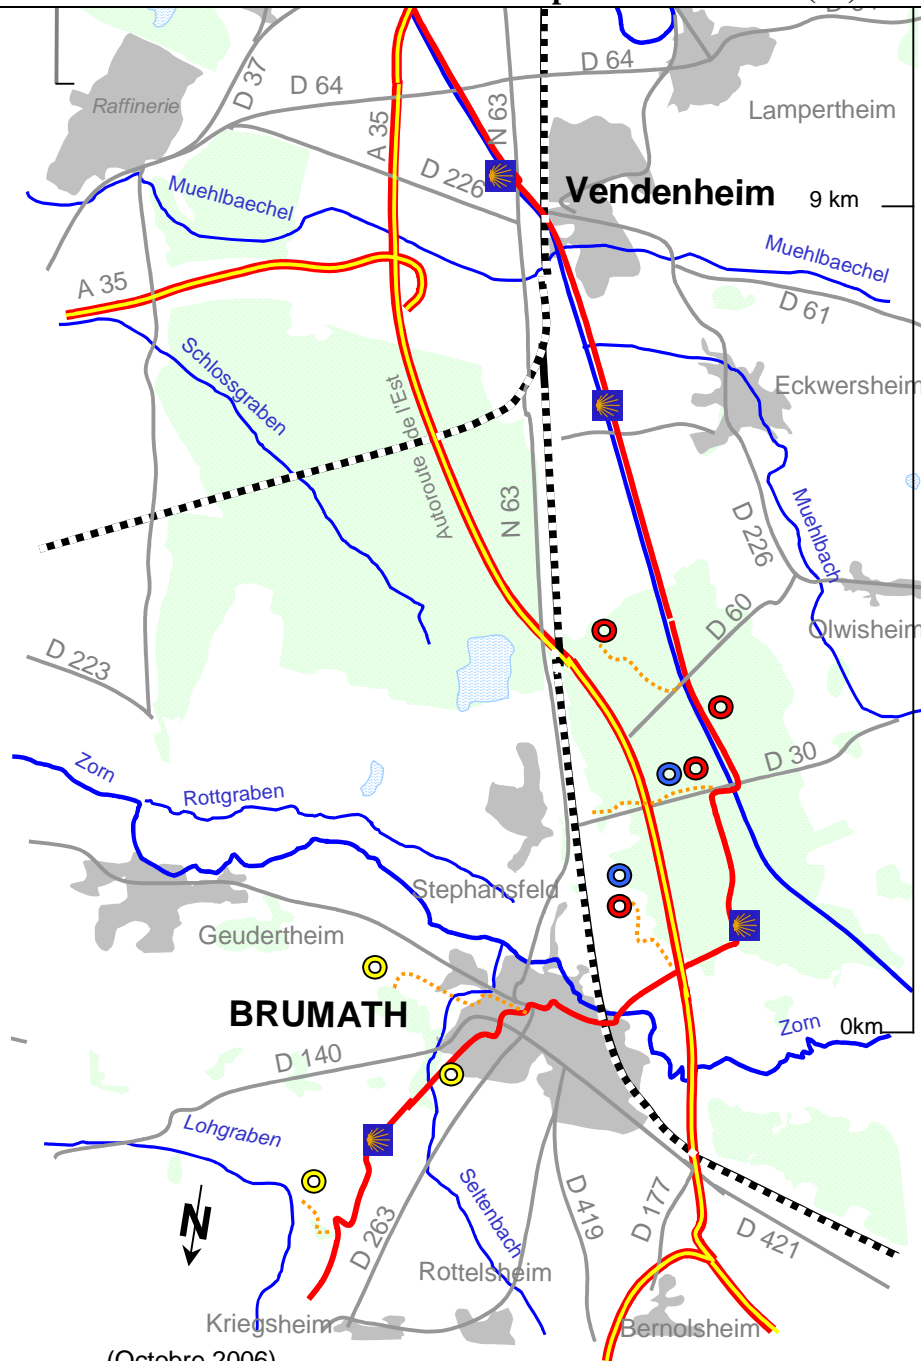 D 64
D 37
Raffinerie
D 64
A 35
N 63
Lampertheim
D 226
Muehlbaechel
Vendenheim
9 km
Muehlbaechel
A 35
D 61
Schlossgraben
Autoroute de l'Est
Eckwersheim
N 63
D 226
Muehlbach
D 60
Olwisheim
D 223
D 30
Zorn
Rottgraben
Stephansfeld
Geudertheim
BRUMATH
Zorn
0km
D 140
Lohgraben
N
D 263
Seltenbach
D 419
D 177
D 421
Rottelsheim
Kriegsheim
Bernolsheim
(Octobre 2006)